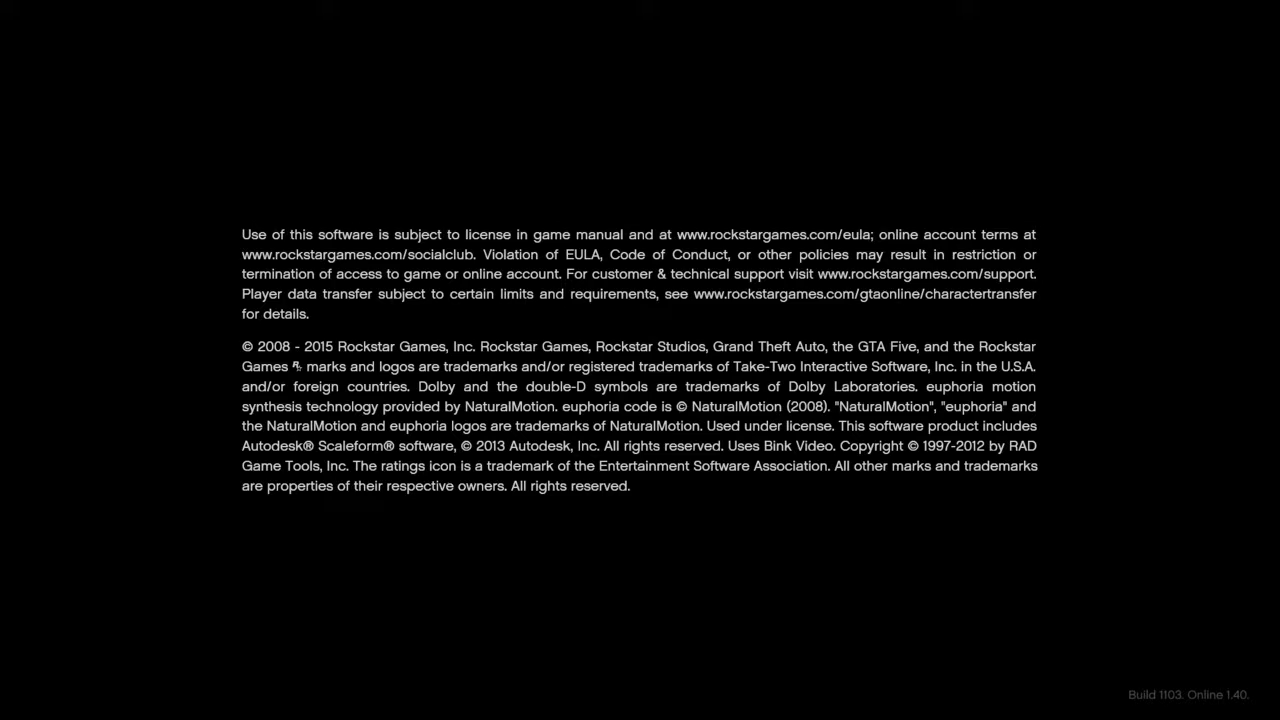 Use of this software is subject to license in game manual and at www.rockstargames.com/eula; online account terms at
www.rockstargames.com/socialclub. Violation of EULA, Code of Conduct, or other policies may result in restriction or
termination of access to game or online account. For customer & technical support visit www.rockstargames.com/support.
Player data transfer subject to certain limits and requirements, see www.rockstargames.com/gtaonline/charactertransfer
for details.
© 2008 - 2015 Rockstar Games, Inc. Rockstar Games, Rockstar Studios, Grand Theft Auto, the GTA Five, and the Rockstar
Games R* marks and logos are trademarks and/or registered trademarks of Take-Two Interactive Software, Inc. in the U.S.A.
and/or foreign countries. Dolby and the double-D symbols are trademarks of Dolby Laboratories. euphoria motion
synthesis technology provided by NaturalMotion. euphoria code is © NaturalMotion (2008). "NaturalMotion", "euphoria" and
the NaturalMotion and euphoria logos are trademarks of NaturalMotion. Used under license. This software product includes
Autodesk® Scaleform® software, © 2013 Autodesk, Inc. All rights reserved. Uses Bink Video. Copyright © 1997-2012 by RAD
Game Tools, Inc. The ratings icon is a trademark of the Entertainment Software Association. All other marks and trademarks
are properties of their respective owners. All rights reserved.
Build 1103. Online 1.40.